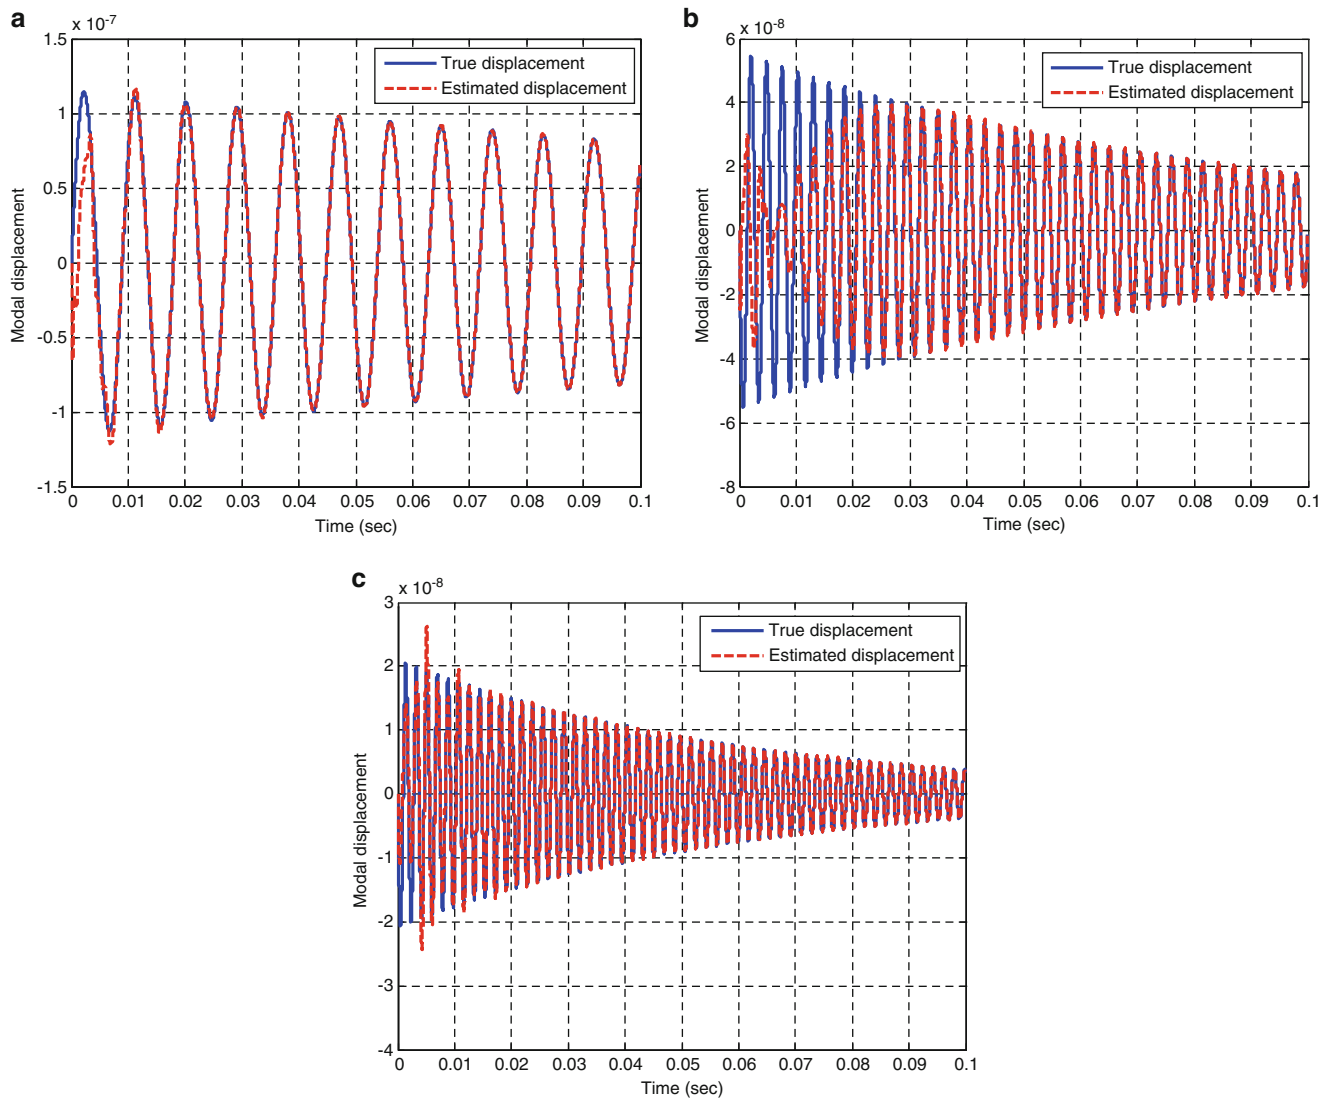 a
x 10-7
1.5
1
0.5
0
-0.5
-1
-1.5
Modal displacement
True displacement
Estimated displacement
0 0.01 0.02 0.03 0.04 0.05 0.06 0.07 0.08 0.09 0.1
Time (sec)
b
x 10-8
6
4
2
0
-2
-4
-6
-8
Modal displacement
True displacement
Estimated displacement
0 0.01 0.02 0.03 0.04 0.05 0.06 0.07 0.08 0.09 0.1
Time (sec)
c
x 10-8
3
2
1
0
-1
-2
-3
-4
Modal displacement
True displacement
Estimated displacement
0 0.01 0.02 0.03 0.04 0.05 0.06 0.07 0.08 0.09 0.1
Time (sec)